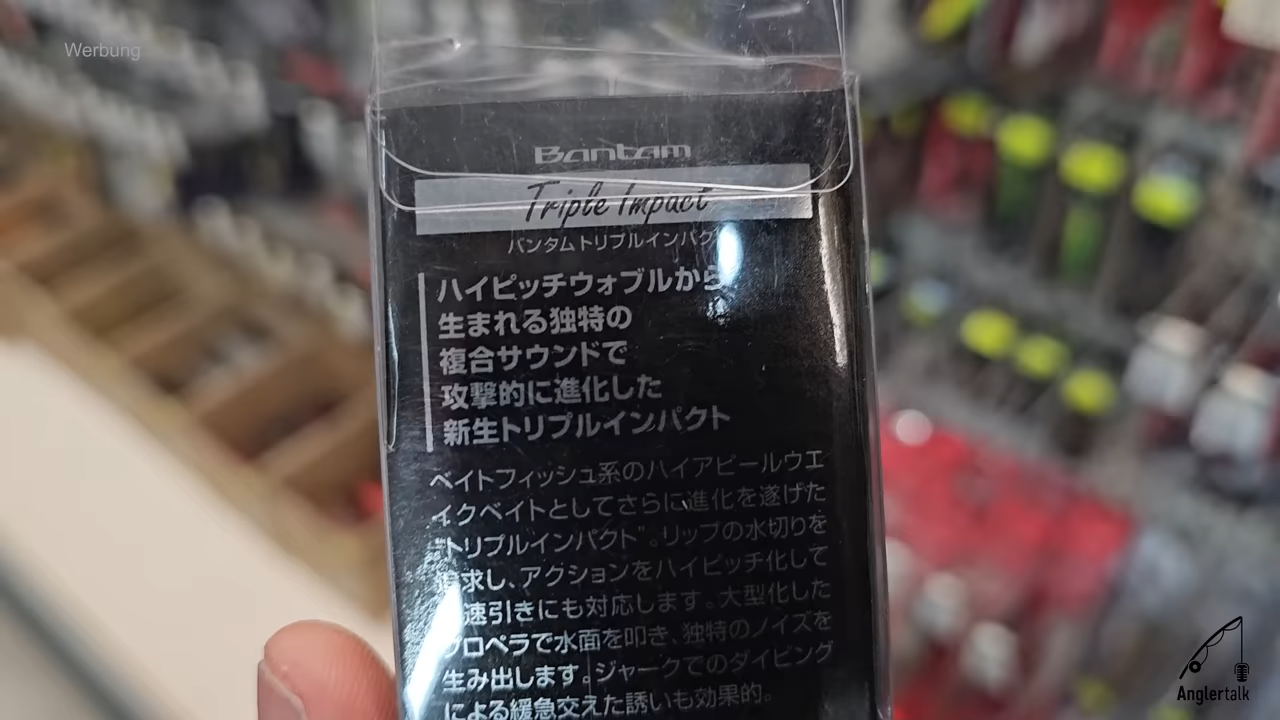 Werbung
Bantam
Triple Impact
バンタムトリプルインパク
ハイピッチウォブルから
生まれる独特の
複合サウンドで
攻撃的に進化した
新生トリプルインパクト
ベイトフィッシュ系のハイアピールウエ
イクベイトとしてさらに進化を遂げた
"トリプルインパクト"。リップの水切りを
求し、アクションをハイピッチ化して
速引きにも対応します。大型化した
プロペラで水面を叩き、独特のノイズを
生み出します。ジャークでのダイビング
による緩急交えた誘いも効果的。
Anglertalk